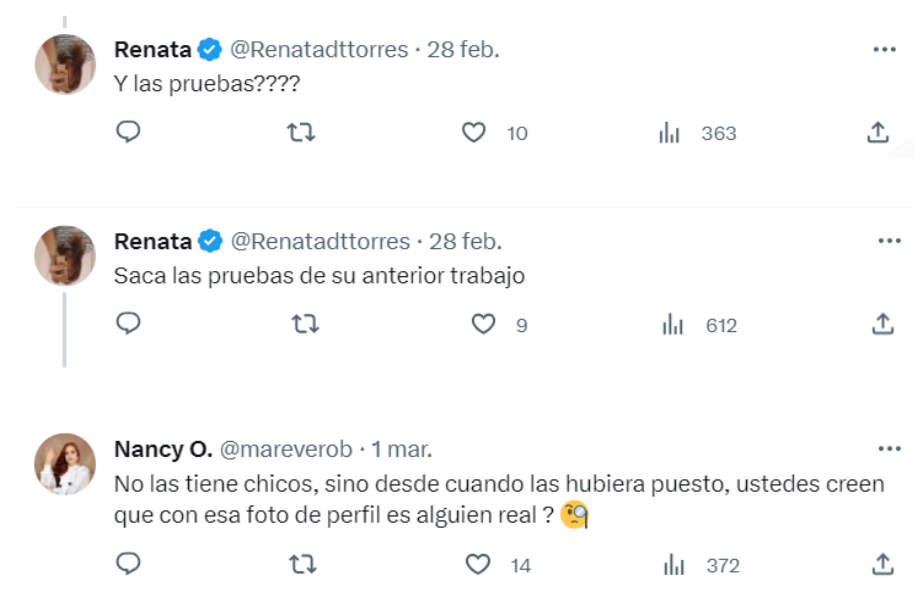 Renata @Renatadttorres · 28 feb.
Y las pruebas????
10 363
Renata @Renatadttorres · 28 feb.
Saca las pruebas de su anterior trabajo
9 612
Nancy O. @mareverob · 1 mar.
No las tiene chicos, sino desde cuando las hubiera puesto, ustedes creen
que con esa foto de perfil es alguien real ? 🧐
14 372